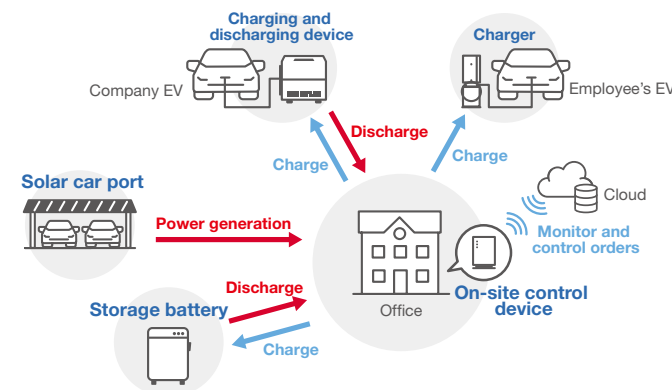 Charging and
discharging device
Charger
Company EV
Employee's EV
Discharge
Charge
Charge
Solar car port
Cloud
Power generation
Monitor and
control orders
Discharge
Storage battery
On-site control
device
Office
Charge